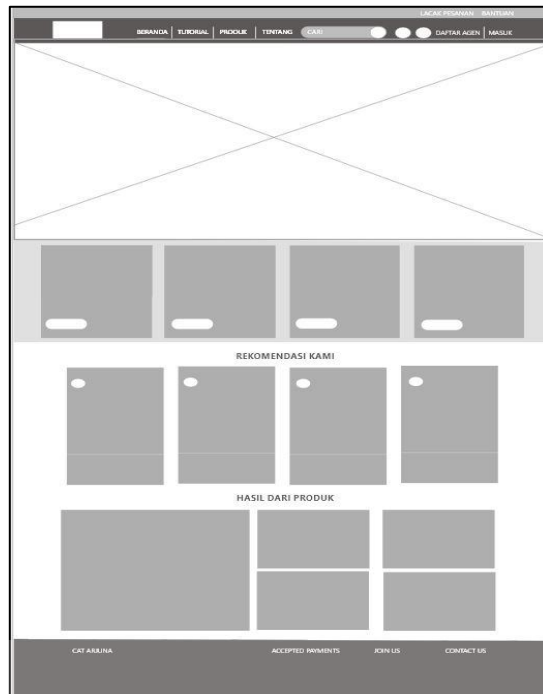 LACAK PESANAN BANTUAN
BERANDA TUTORIAL PRODUK TENTANG CARI DAFTAR AGEN MASUK
REKOMENDASI KAMI
HASIL DARI PRODUK
CAT ARJUNA ACCEPTED PAYMENTS JOIN US CONTACT US